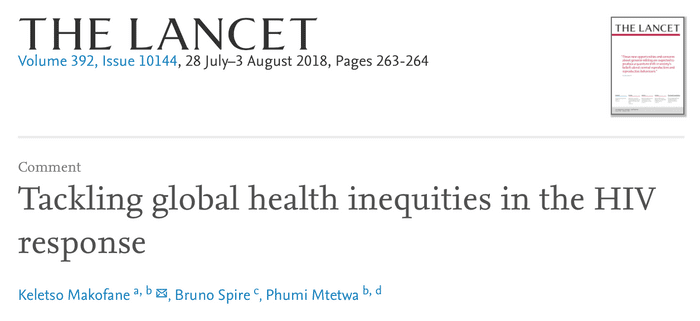 THE LANCET
Volume 392, Issue 10144, 28 July–3 August 2018, Pages 263-264
THE LANCET
Comment
Tackling global health inequities in the HIV
response
Keletso Makofane a, b, Bruno Spire c, Phumi Mtetwa b, d